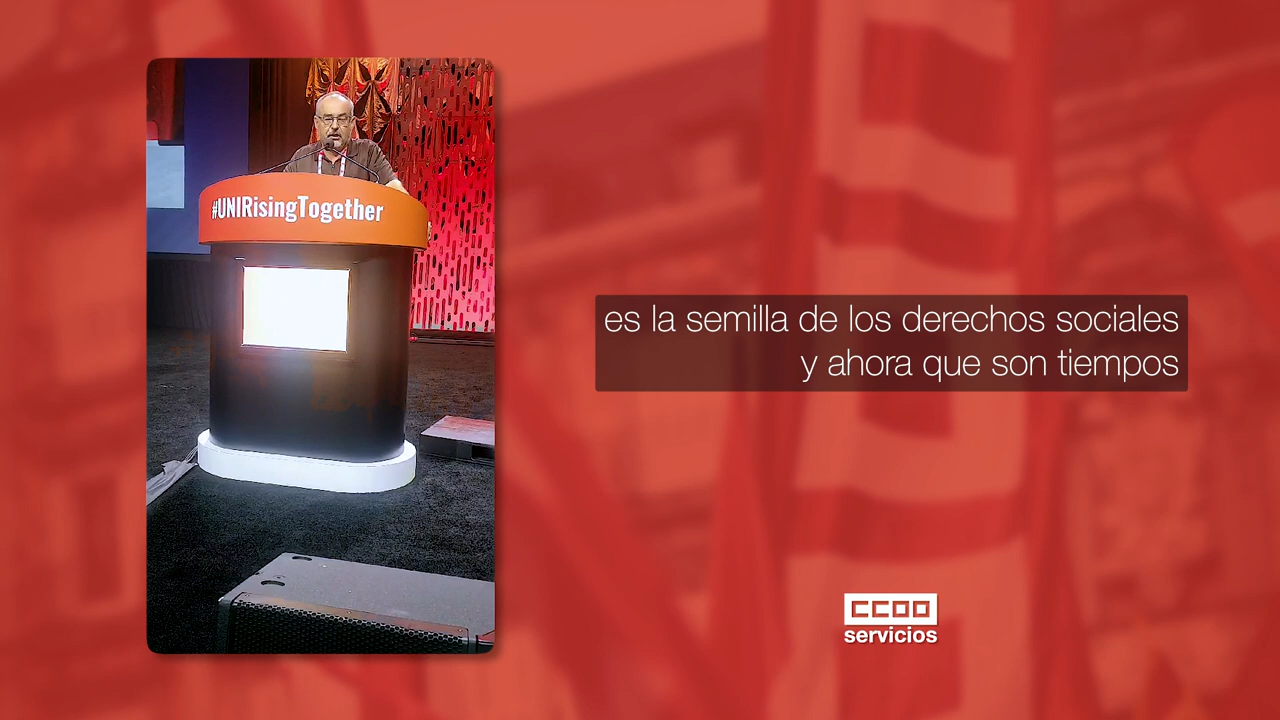 #UNIRisingTogether
es la semilla de los derechos sociales
y ahora que son tiempos
CCOO
servicios